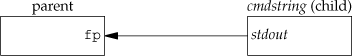 parent
cmdstring (child)
fp
stdout